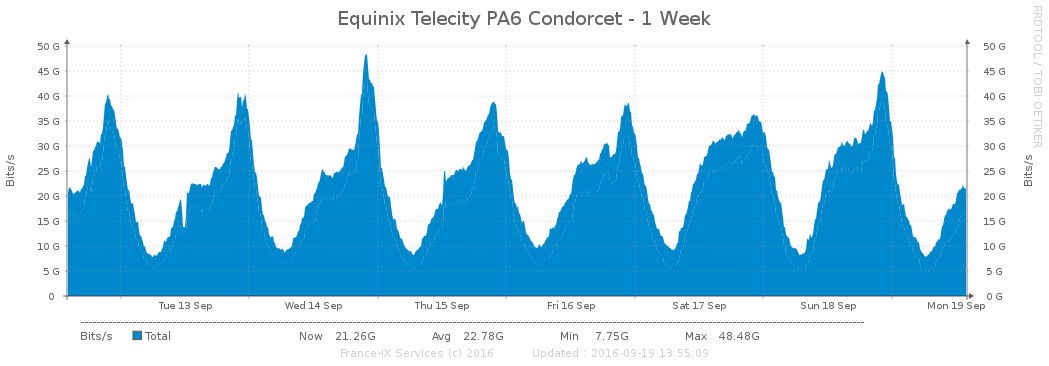 Equinix Telecity PA6 Condorcet - 1 Week
RRDTOOL / TOBI OETIKER
Bits/s
50 G 50 G
45 G 45 G
40 G 40 G
35 G 35 G
30 G 30 G
25 G 25 G
20 G 20 G
15 G 15 G
10 G 10 G
5 G 5 G
0 0 G
Bits/s
Tue 13 Sep Wed 14 Sep Thu 15 Sep Fri 16 Sep Sat 17 Sep Sun 18 Sep Mon 19 Sep
Bits/s Total Now 21.26G Avg 22.78G Min 7.75G Max 48.48G
France-IX Services (c) 2016 Updated : 2016-09-19 13:55:09